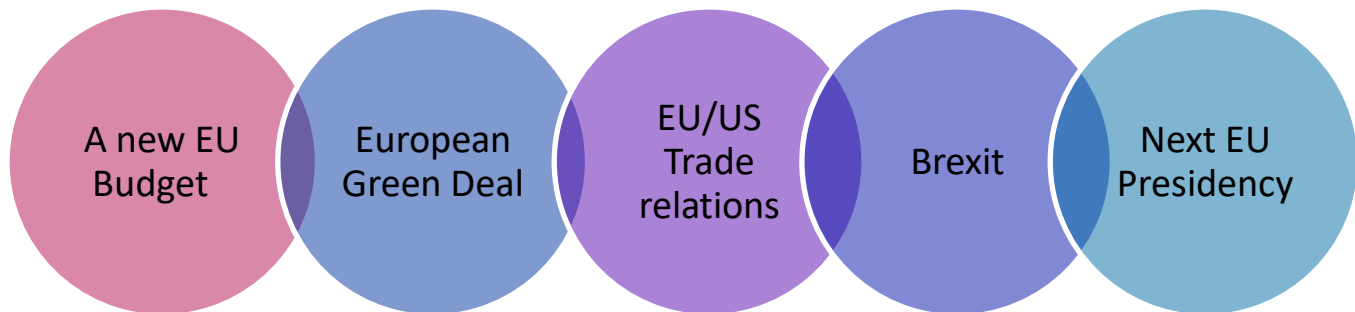 A new EU
Budget
European
Green Deal
EU/US
Trade
relations
Brexit
Next EU
Presidency